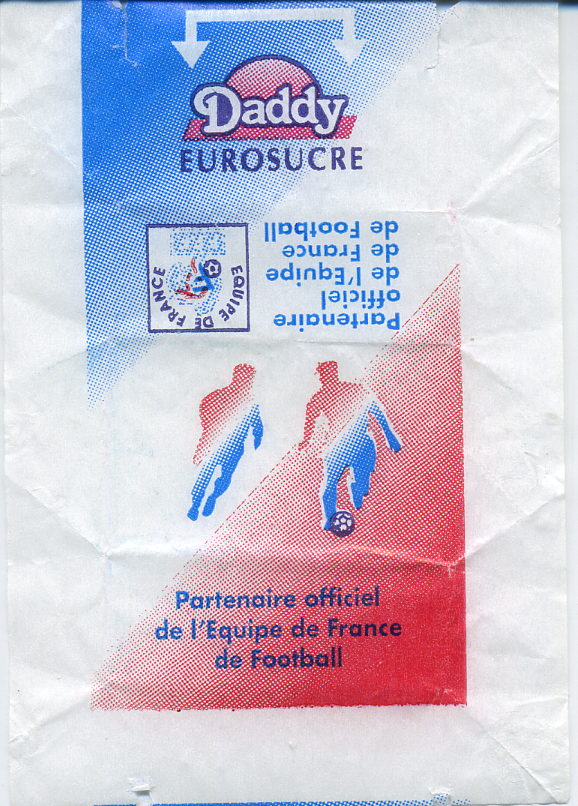 Daddy
EUROSUCRE
Partenaire
officiel
de l'Equipe
de France
de Football
EQUIPE DE FRANCE
Partenaire officiel
de l'Equipe de France
de Football